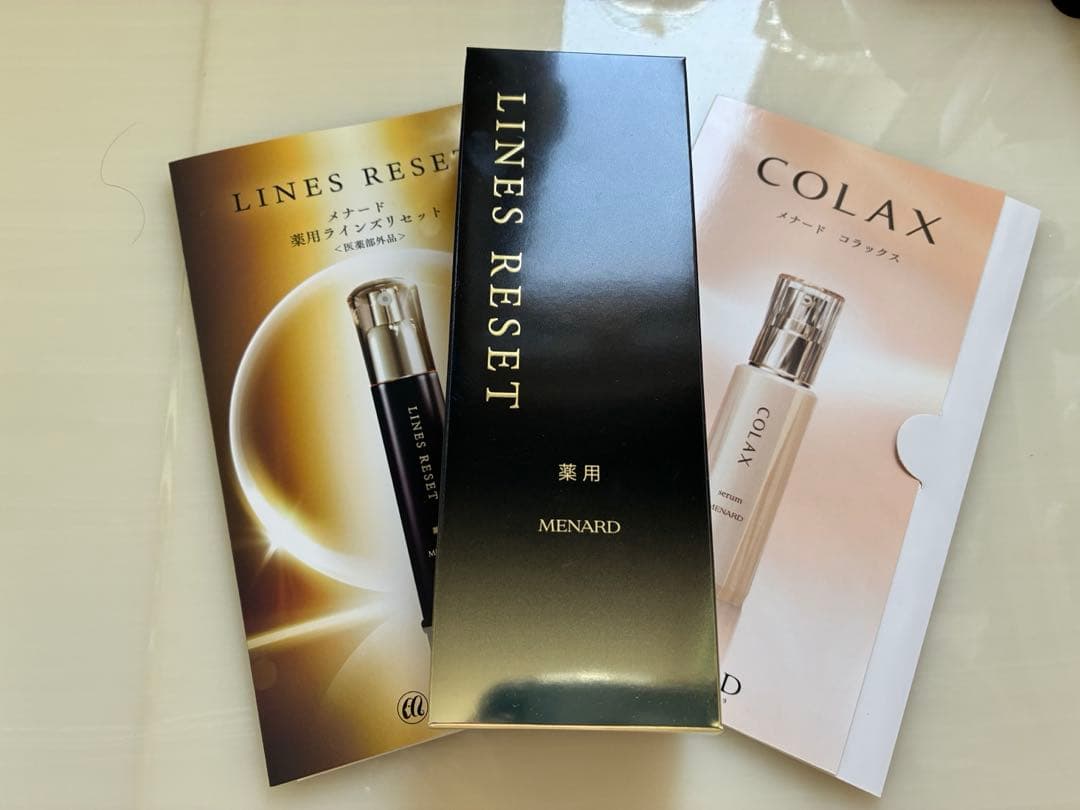 LINES RESET
メナード
薬用ラインズリセット
<医薬部外品>
LINES RESET
LINES RESET
薬用
MENARD
COLAX
メナード コラックス
COLAX
serum
MENARD